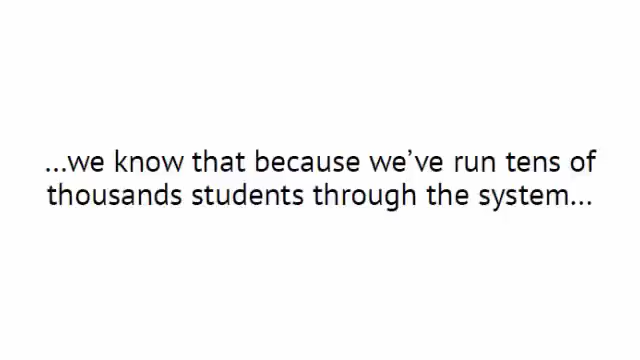 ...we know that because we've run tens of
thousands students through the system...